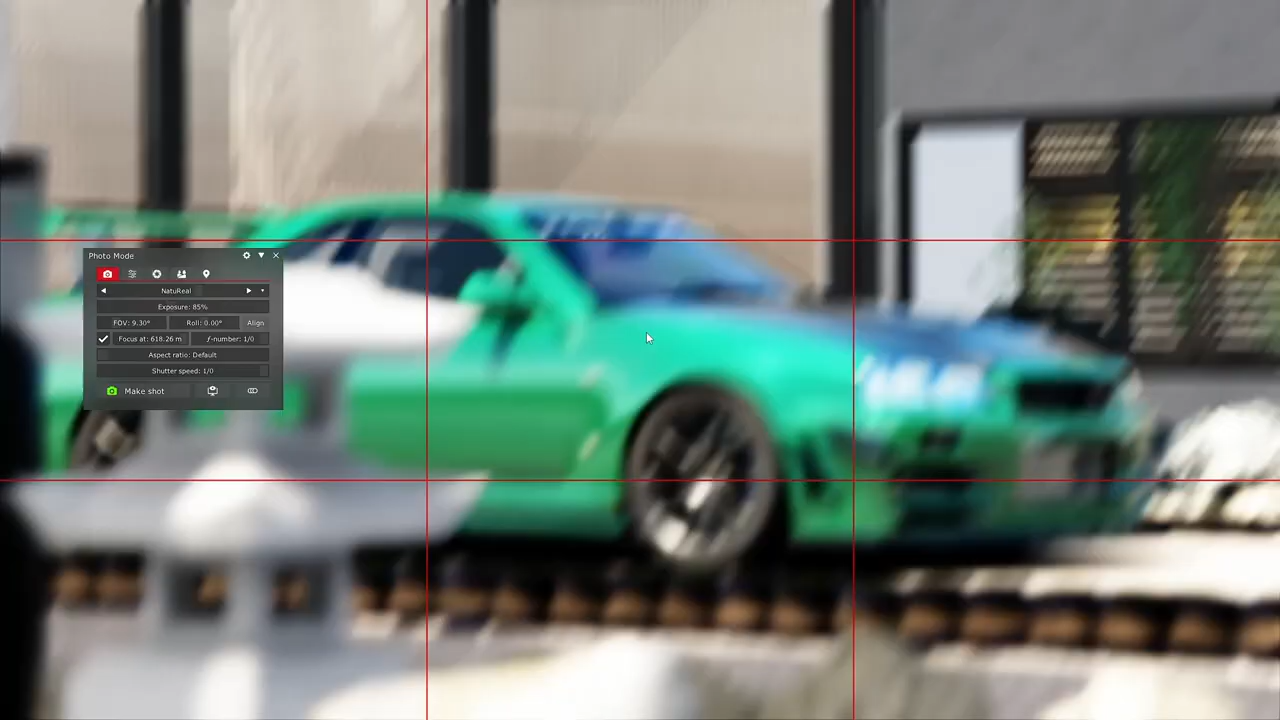 Photo Mode
NatuReal
Exposure: 85%
FOV: 9.30° Roll: 0.00° Align
Focus at: 618.26 m ƒ-number: 1/0
Aspect ratio: Default
Shutter speed: 1/0
Make shot